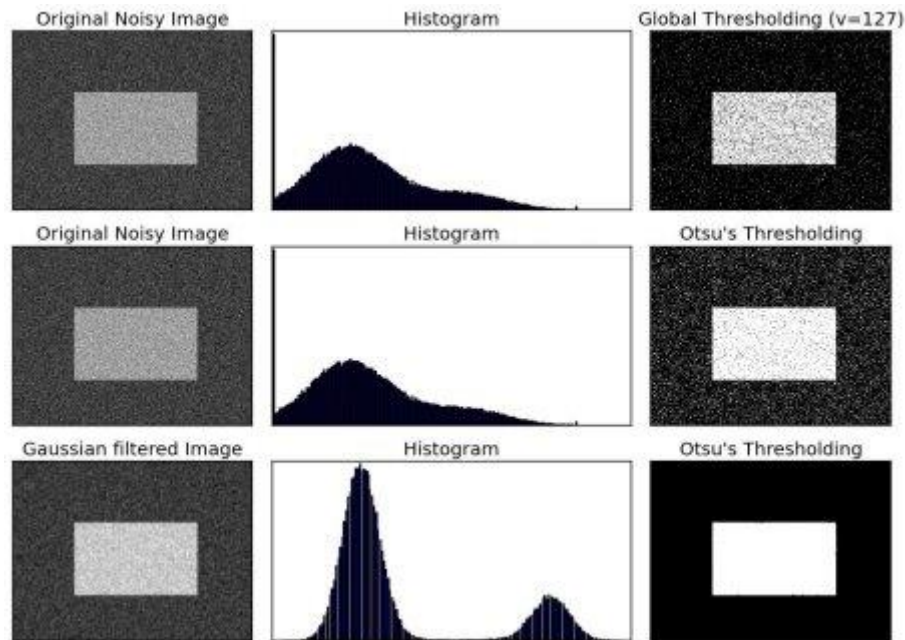 Original Noisy Image
Histogram
Global Thresholding (v=127)
Original Noisy Image
Histogram
Otsu's Thresholding
Gaussian filtered Image
Histogram
Otsu's Thresholding